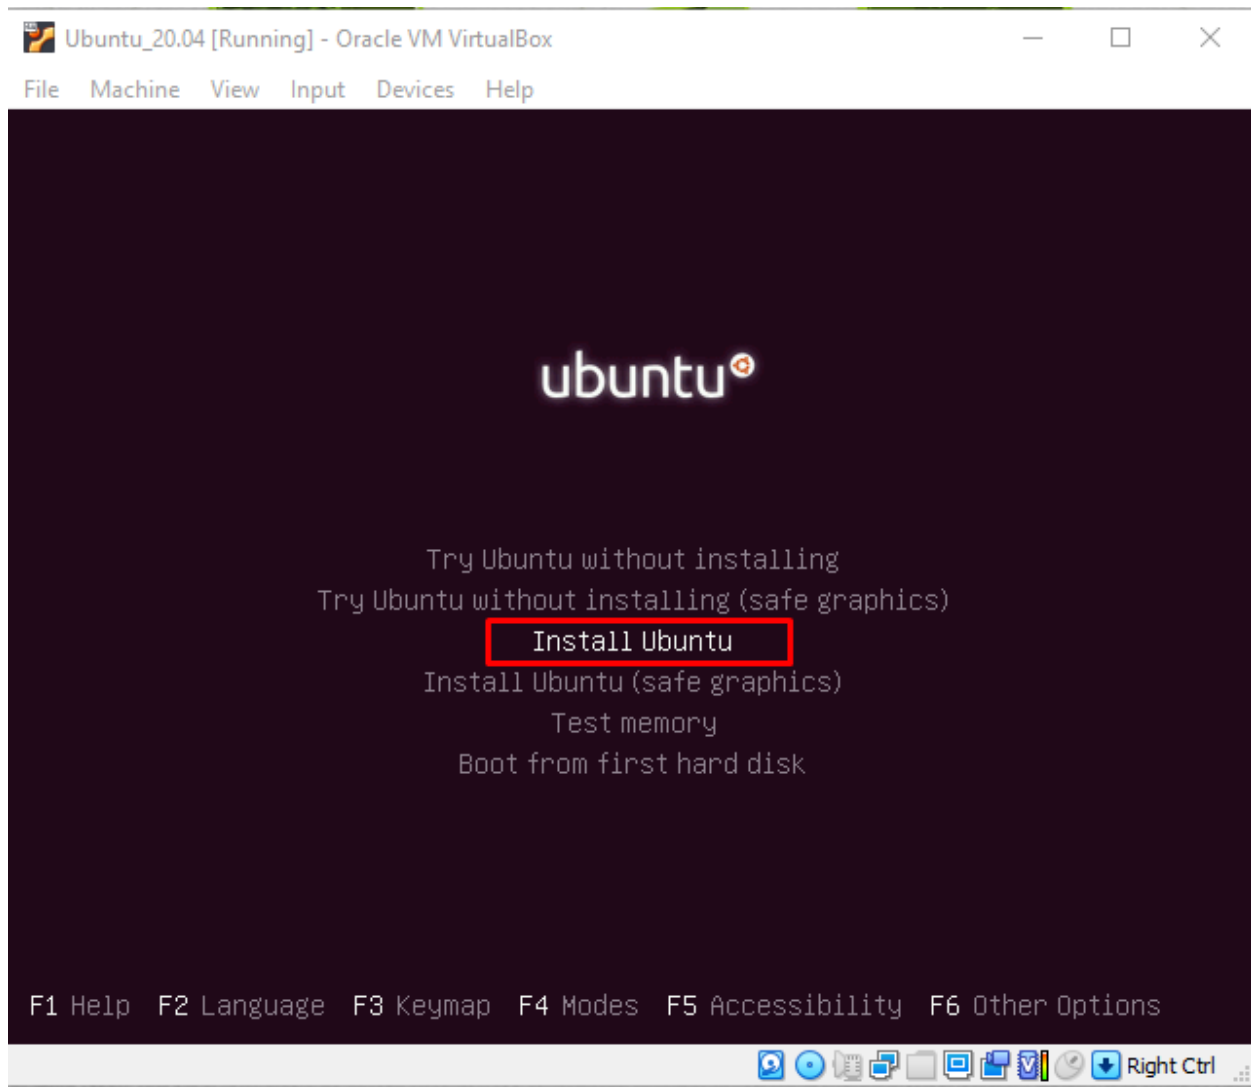 Ubuntu_20.04 [Running] - Oracle VM VirtualBox
File Machine View Input Devices Help
ubuntu
Try Ubuntu without installing
Try Ubuntu without installing (safe graphics)
Install Ubuntu
Install Ubuntu (safe graphics)
Test memory
Boot from first hard disk
F1 Help F2 Language F3 Keymap F4 Modes F5 Accessibility F6 Other Options
Right Ctrl